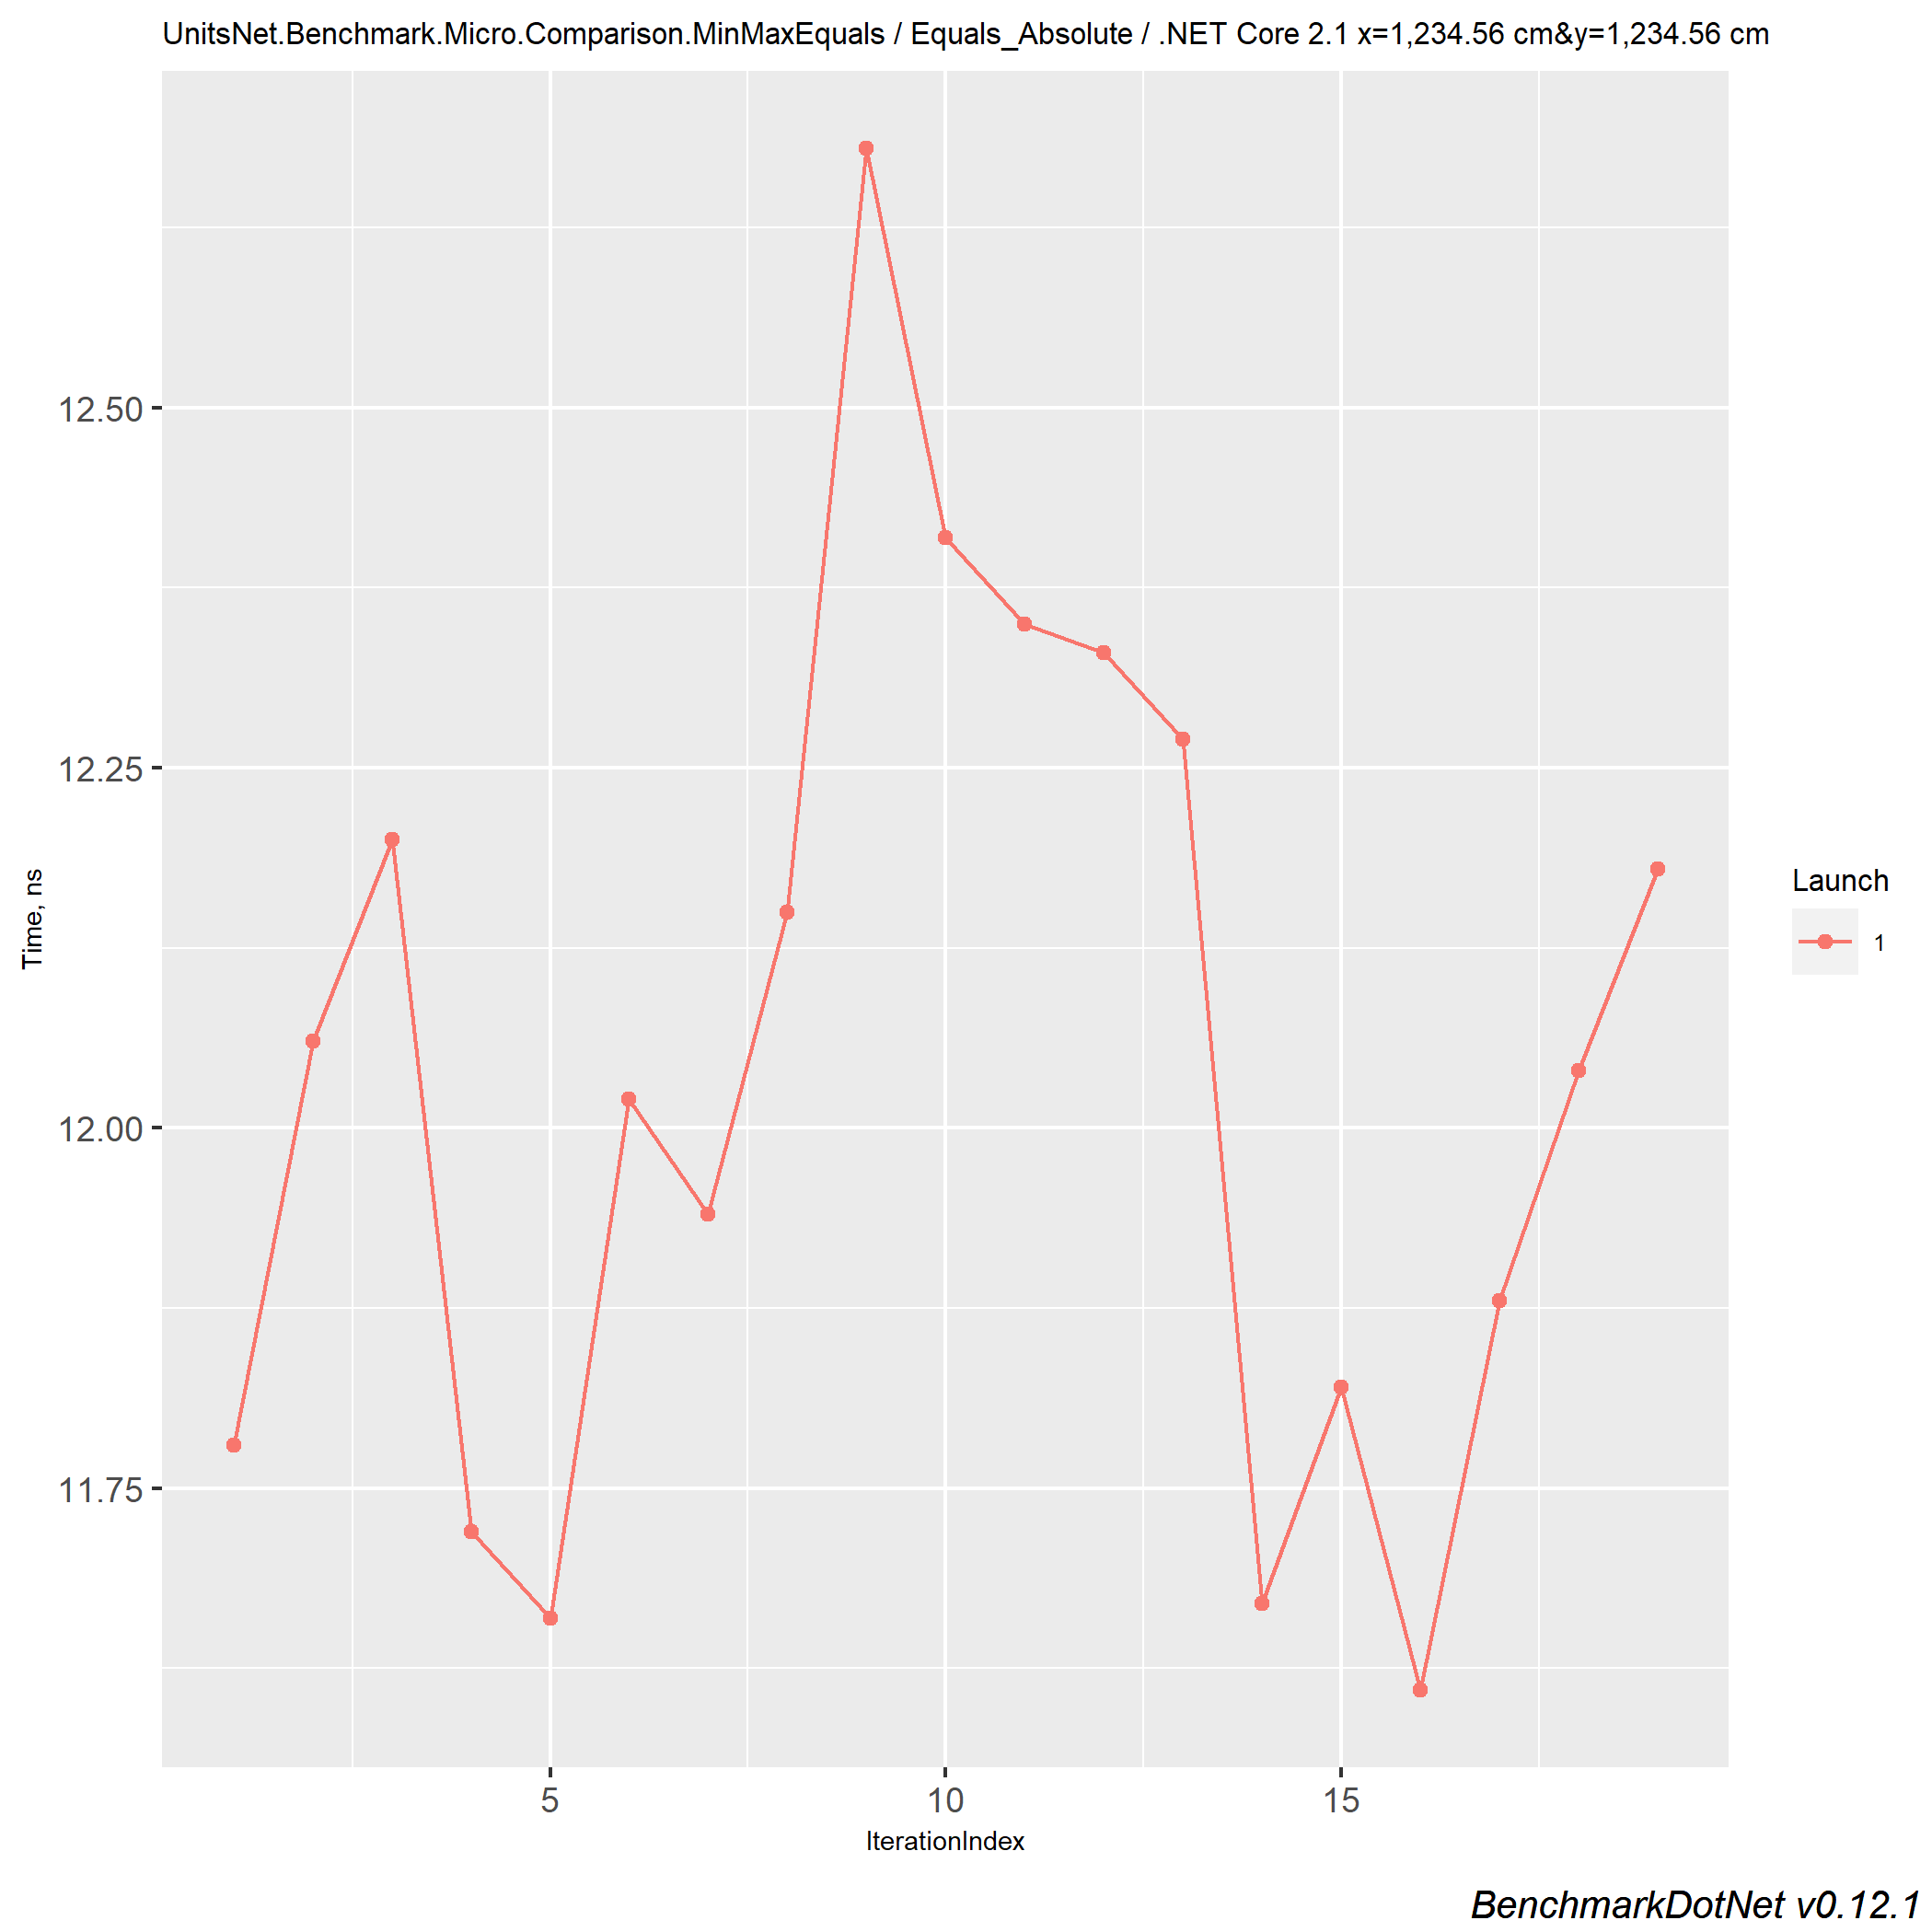 UnitsNet.Benchmark.Micro.Comparison.MinMaxEquals / Equals_Absolute / .NET Core 2.1 x=1,234.56 cm&y=1,234.56 cm
12.50
12.25
12.00
11.75
Time, ns
5 10 15
IterationIndex
Launch
1
BenchmarkDotNet v0.12.1